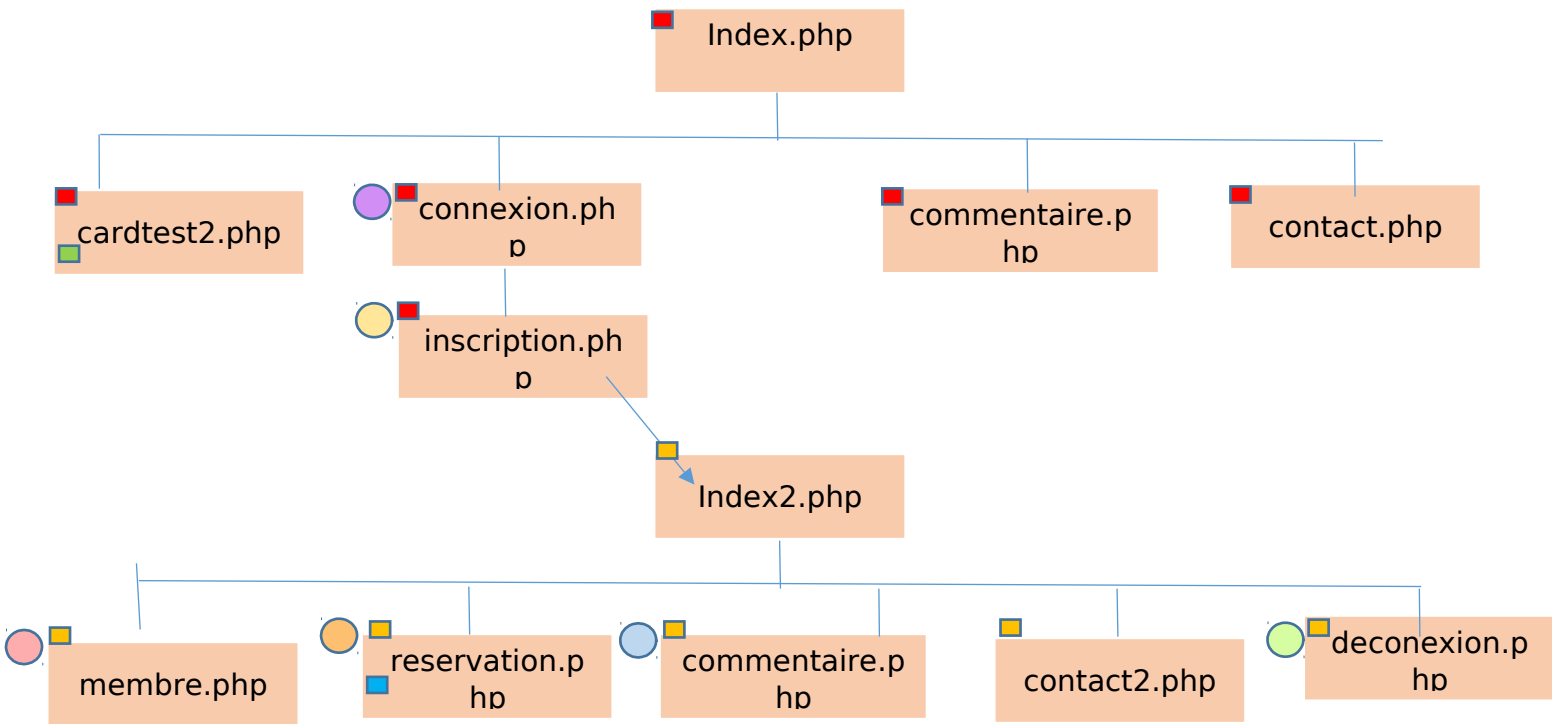 Index.php
cardtest2.php
connexion.ph
p
commentaire.p
hp
contact.php
inscription.ph
p
Index2.php
membre.php
reservation.p
hp
commentaire.p
hp
contact2.php
deconexion.p
hp